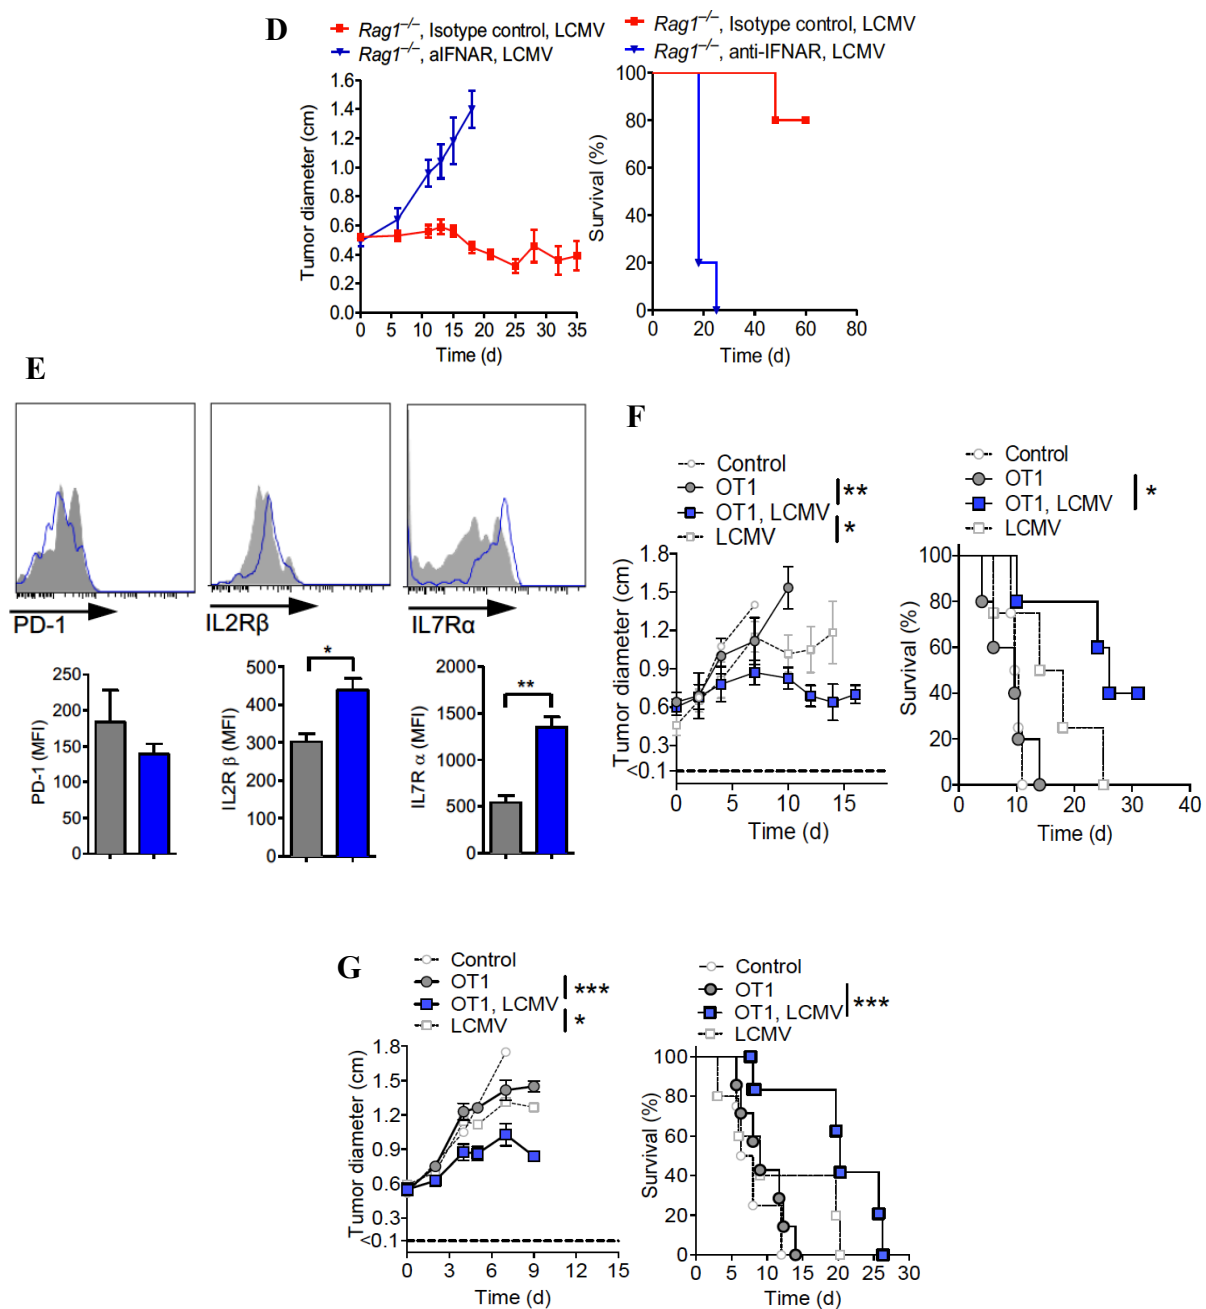 D
Rag1–/–, Isotype control, LCMV
Rag1–/–, aIFNAR, LCMV
Tumor diameter (cm)
1.6
1.4
1.2
1.0
0.8
0.6
0.4
0.2
0.0
0 5 10 15 20 25 30 35
Time (d)
Rag1–/–, Isotype control, LCMV
Rag1–/–, anti-IFNAR, LCMV
Survival (%)
100
80
60
40
20
0
0 20 40 60 80
Time (d)
E
PD-1
IL2Rβ
IL7Rα
PD-1 (MFI)
250
200
150
100
50
0
IL2R β (MFI)
500
400
300
200
100
0
*
IL7R α (MFI)
2000
1500
1000
500
0
**
F
Control
OT1
OT1, LCMV
LCMV
**
*
Tumor diameter (cm)
1.8
1.5
1.2
0.9
0.6
0.3
<0.1
0 5 10 15
Time (d)
Control
OT1
OT1, LCMV
LCMV
*
Survival (%)
100
80
60
40
20
0
0 10 20 30 40
Time (d)
G
Control
OT1
OT1, LCMV
LCMV
***
*
Tumor diameter (cm)
1.8
1.5
1.2
0.9
0.6
0.3
<0.1
0 3 6 9 12 15
Time (d)
Control
OT1
OT1, LCMV
LCMV
***
Survival (%)
100
80
60
40
20
0
0 5 10 15 20 25 30
Time (d)